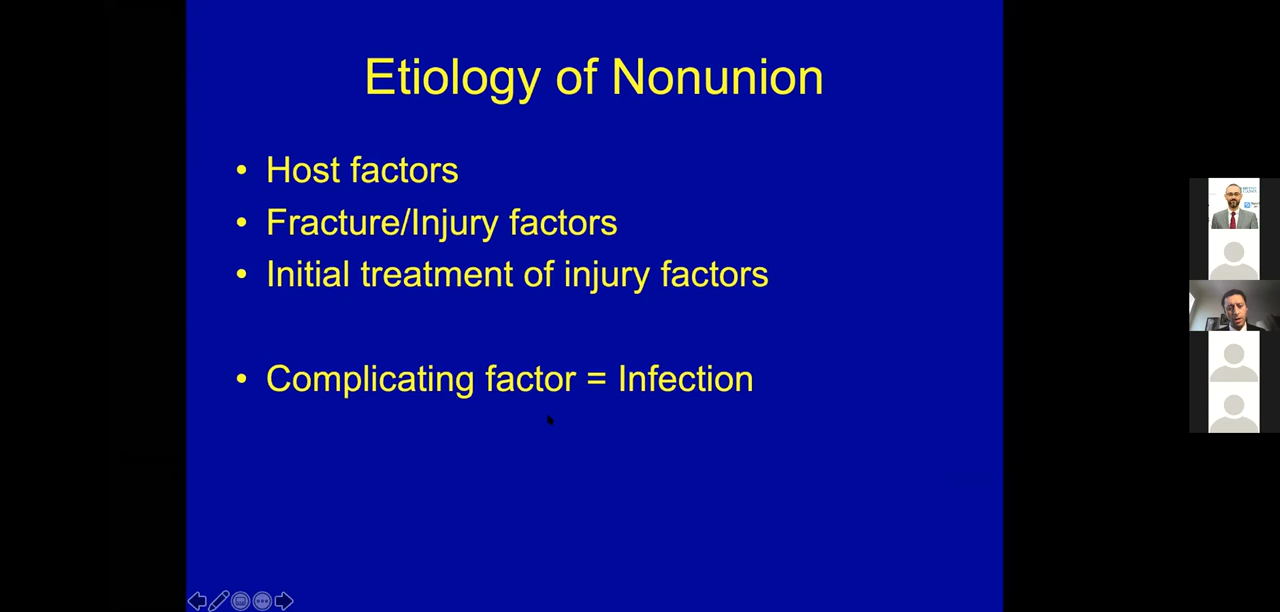 Etiology of Nonunion
• Host factors
• Fracture/Injury factors
• Initial treatment of injury factors
• Complicating factor = Infection